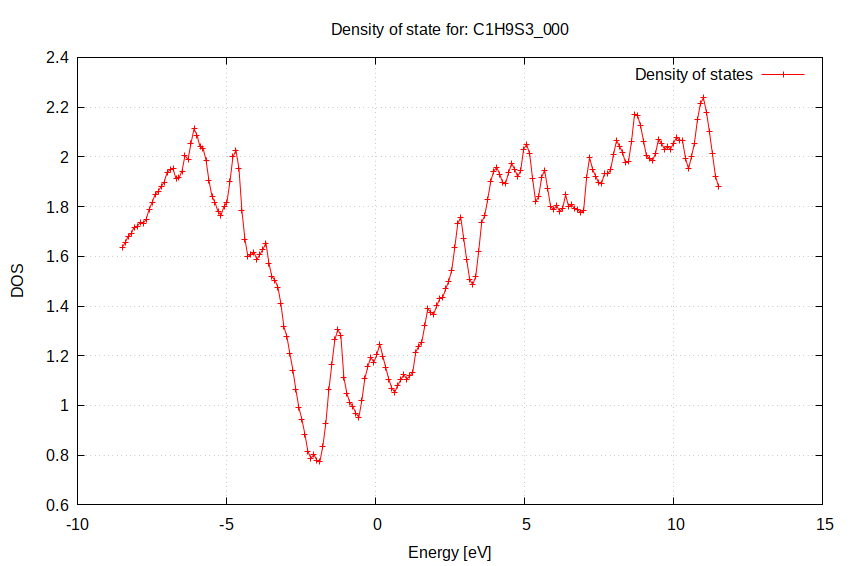 Density of state for: C1H9S3_000
Density of states
2.4
2.2
2
1.8
1.6
1.4
1.2
1
0.8
0.6
DOS
-10 -5 0 5 10 15
Energy [eV]